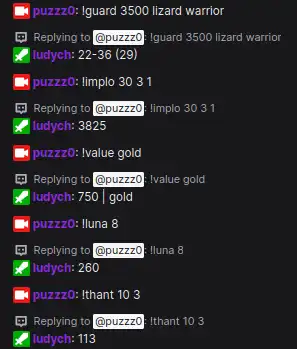 puzzz0: !guard 3500 lizard warrior
Replying to @puzzz0: !guard 3500 lizard warrior
ludych: 22-36 (29)
puzzz0: !implo 30 3 1
Replying to @puzzz0: !implo 30 3 1
ludych: 3825
puzzz0: !value gold
Replying to @puzzz0: !value gold
ludych: 750 | gold
puzzz0: !luna 8
Replying to @puzzz0: !luna 8
ludych: 260
puzzz0: !thant 10 3
Replying to @puzzz0: !thant 10 3
ludych: 113